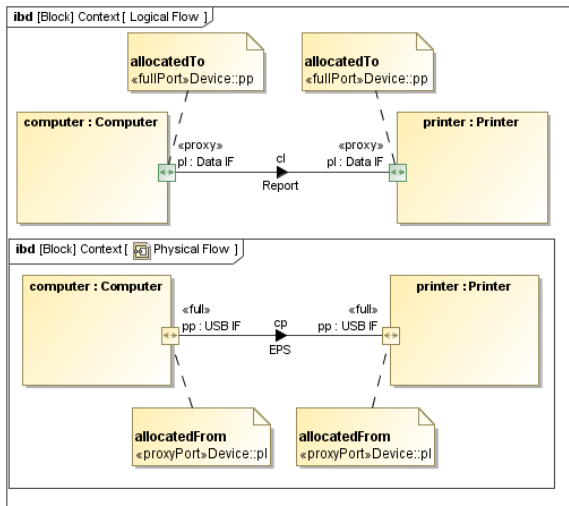 ibd [Block] Context [ Logical Flow ]
allocatedTo
«fullPort»Device::pp
allocatedTo
«fullPort»Device::pp
computer : Computer
printer : Printer
«proxy»
pl : Data IF
cl
Report
«proxy»
pl : Data IF
ibd [Block] Context [ Physical Flow ]
computer : Computer
printer : Printer
«full»
pp : USB IF
cp
EPS
«full»
pp : USB IF
allocatedFrom
«proxyPort»Device::pl
allocatedFrom
«proxyPort»Device::pl